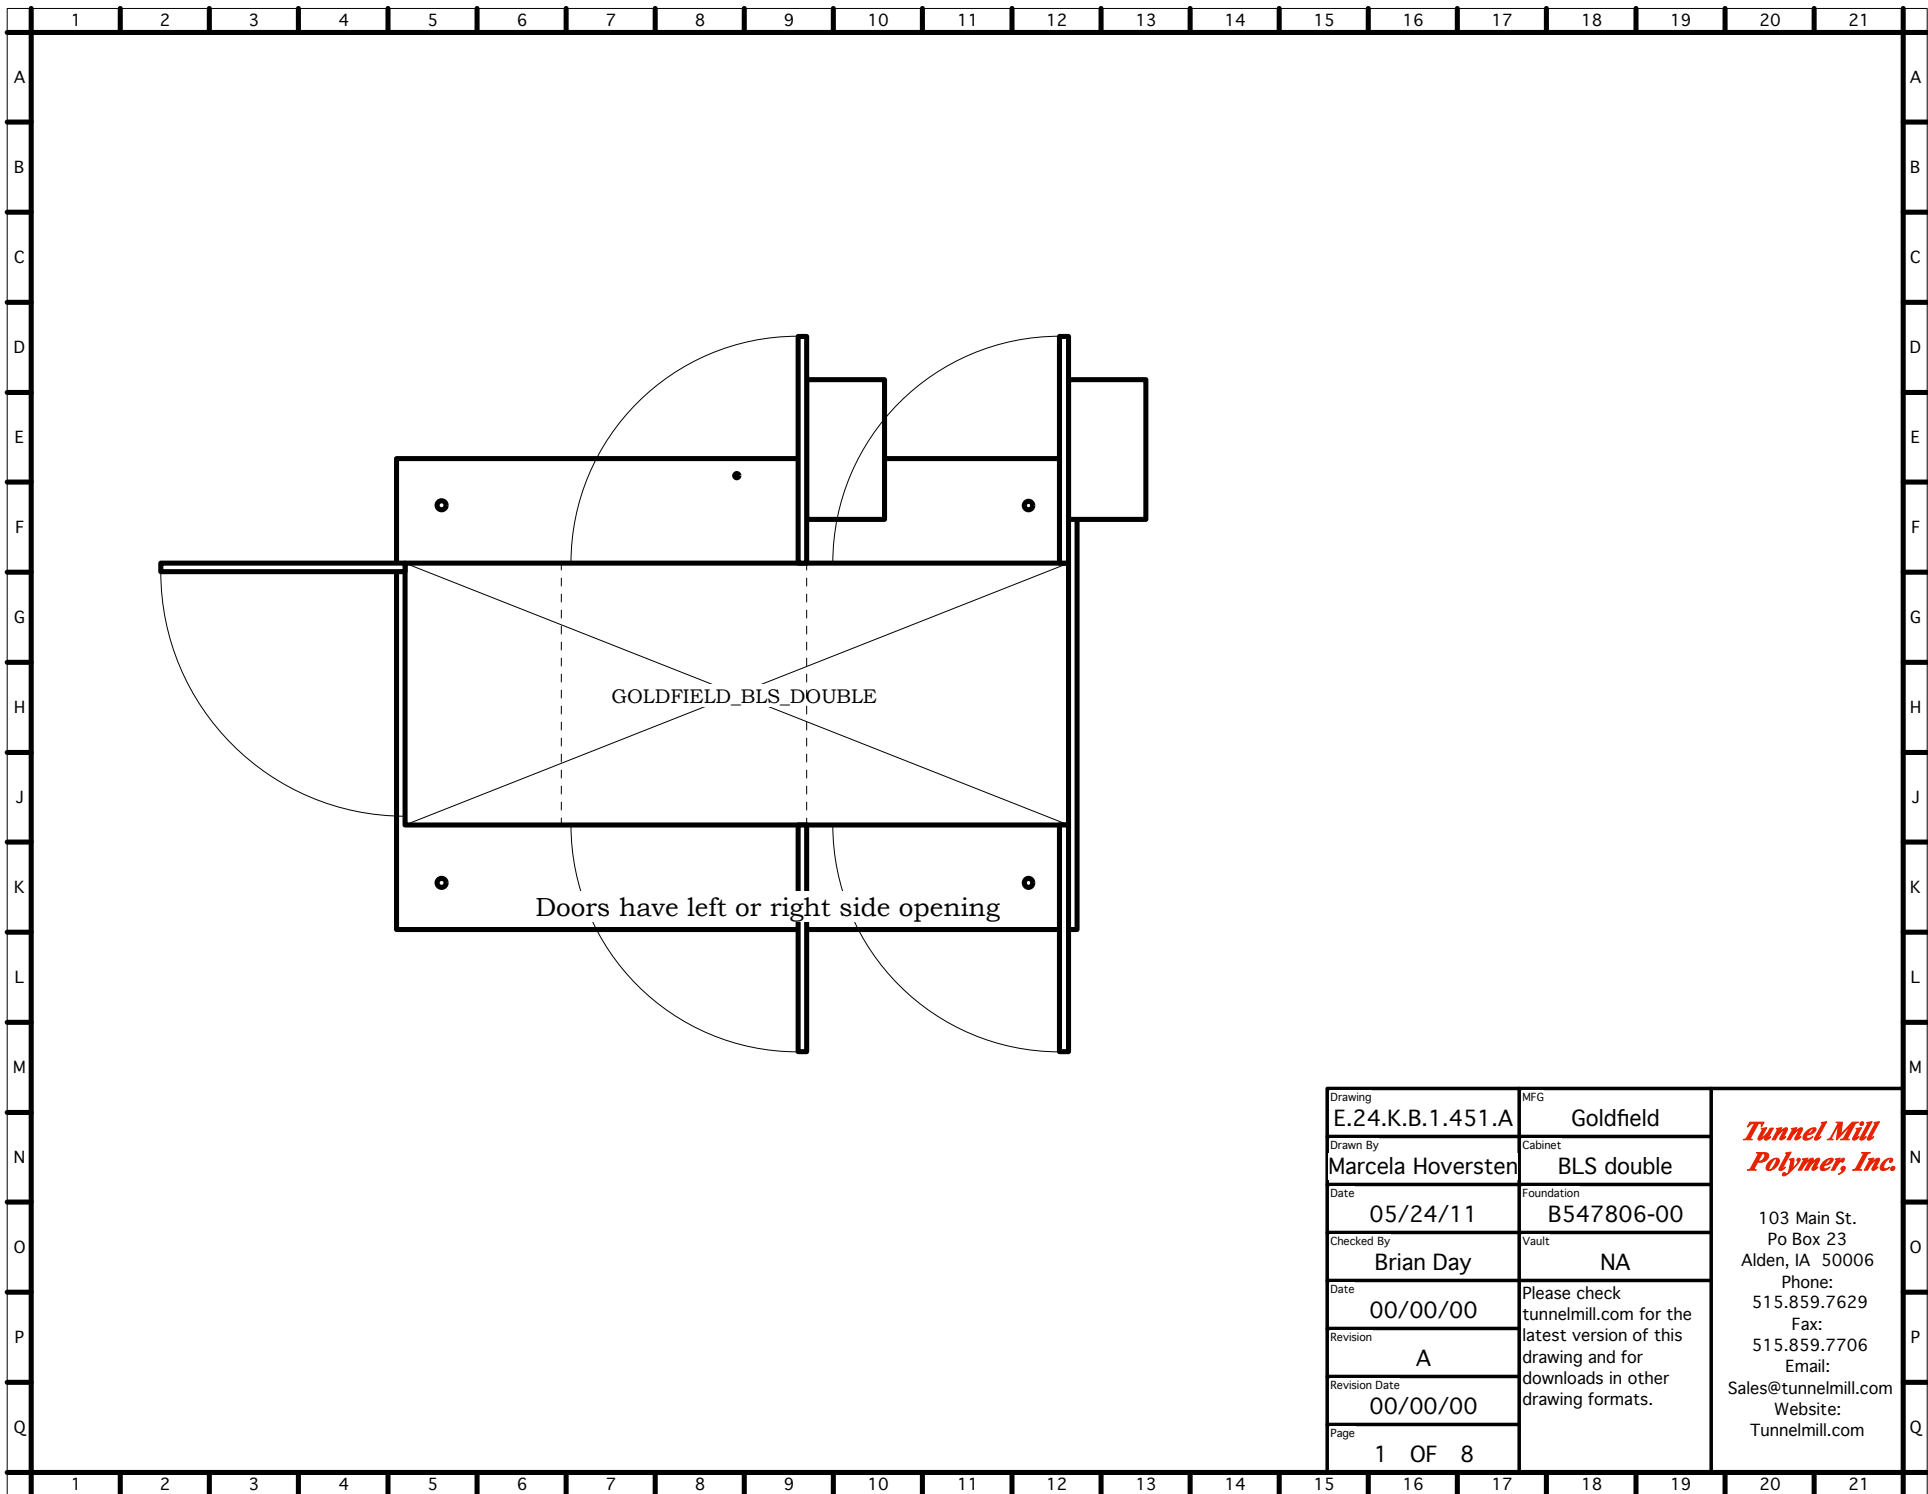 1 2 3 4 5 6 7 8 9 10 11 12 13 14 15 16 17 18 19 20 21
A A
B B
C C
D D
E E
F F
G G
H H
J J
K K
L L
M M
N N
O O
P P
Q Q
GOLDFIELD_BLS_DOUBLE
Doors have left or right side opening
Drawing
E.24.K.B.1.451.A
MFG
Goldfield
Drawn By
Marcela Hoversten
Cabinet
BLS double
Date
05/24/11
Foundation
B547806-00
Checked By
Brian Day
Vault
NA
Date
00/00/00
Revision
A
Revision Date
00/00/00
Page
1 OF 8
Please check
tunnelmill.com for the
latest version of this
drawing and for
downloads in other
drawing formats.
Tunnel Mill
Polymer, Inc.
103 Main St.
Po Box 23
Alden, IA 50006
Phone:
515.859.7629
Fax:
515.859.7706
Email:
Sales@tunnelmill.com
Website:
Tunnelmill.com
1 2 3 4 5 6 7 8 9 10 11 12 13 14 15 16 17 18 19 20 21